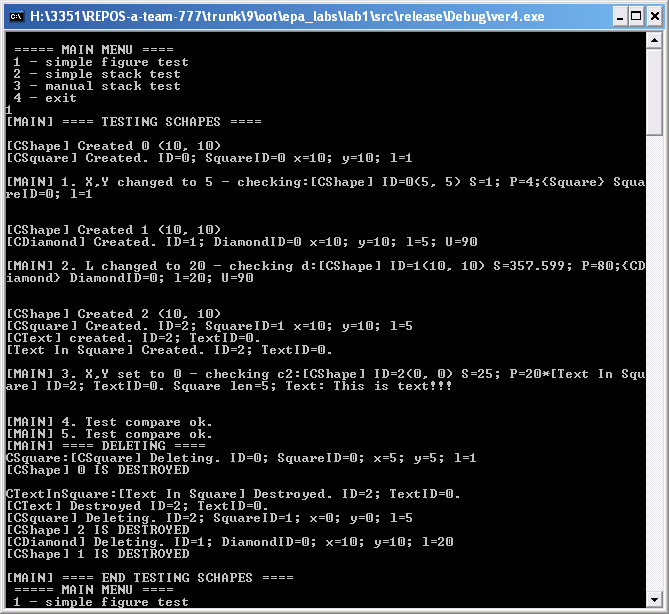 H:\3351\REPOS-a-team-777\trunk\9\oot\epa_labs\lab1\src\release\Debug\ver4.exe
===== MAIN MENU ====
1 - simple figure test
2 - simple stack test
3 - manual stack test
4 - exit
1
[MAIN] ==== TESTING SCHAPES ====
[CShape] Created 0 (10, 10)
[CSquare] Created. ID=0; SquareID=0 x=10; y=10; l=1
[MAIN] 1. X,Y changed to 5 - checking:[CShape] ID=0(5, 5) S=1; P=4;{Square} Squa
reID=0; l=1
[CShape] Created 1 (10, 10)
[CDiamond] Created. ID=1; DiamondID=0 x=10; y=10; l=5; U=90
[MAIN] 2. L changed to 20 - checking d:[CShape] ID=1(10, 10) S=357.599; P=80;{CD
iamond} DiamondID=0; l=20; U=90
[CShape] Created 2 (10, 10)
[CSquare] Created. ID=2; SquareID=1 x=10; y=10; l=5
[CText] created. ID=2; TextID=0.
[Text In Square] Created. ID=2; TextID=0.
[MAIN] 3. X,Y set to 0 - checking c2:[CShape] ID=2(0, 0) S=25; P=20*[Text In Squ
are] ID=2; TextID=0. Square len=5; Text: This is text!!!
[MAIN] 4. Test compare ok.
[MAIN] 5. Test compare ok.
[MAIN] ==== DELETING ====
CSquare:[CSquare] Deleting. ID=0; SquareID=0; x=5; y=5; l=1
[CShape] 0 IS DESTROYED
CTextInSquare:[Text In Square] Destroyed. ID=2; TextID=0.
[CText] Destroyed ID=2; TextID=0.
[CSquare] Deleting. ID=2; SquareID=1; x=0; y=0; l=5
[CShape] 2 IS DESTROYED
[CDiamond] Deleting. ID=1; DiamondID=0; x=10; y=10; l=20
[CShape] 1 IS DESTROYED
[MAIN] ==== END TESTING SCHAPES ====
===== MAIN MENU ====
1 - simple figure test